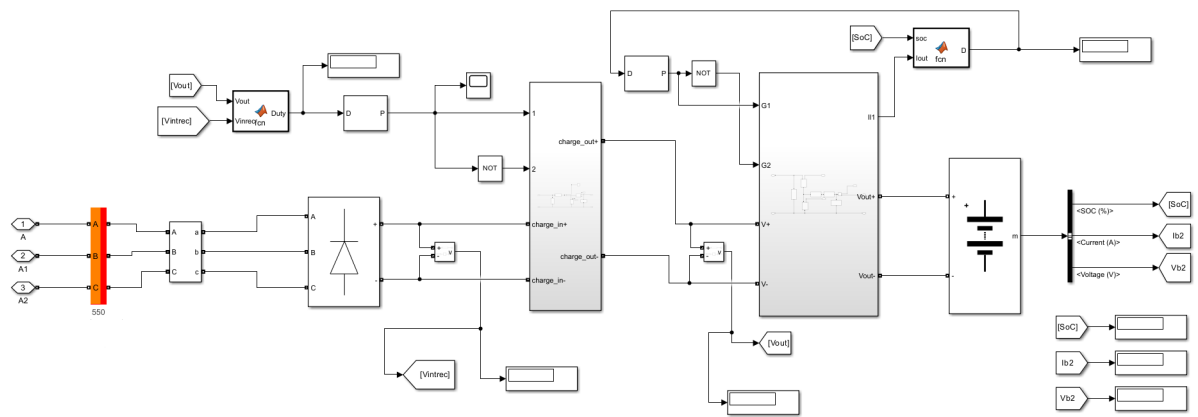 [SoC]
soc
Iout
fcn
D
[Vout]
Vout
Vinreq
fcn
Duty
[Vintrec]
D
P
NOT
1
2
charge_out+
charge_in+
charge_out-
charge_in-
D
P
NOT
G1
G2
Il1
V+
V-
Vout+
Vout-
+
-
+
m
<SOC (%)>
<Current (A)>
<Voltage (V)>
[SoC]
Ib2
Vb2
1
A
2
A1
3
A2
A
B
C
550
A
B
C
a
b
c
A
B
C
+
-
+
-
v
+
-
v
[Vintrec]
[Vout]
[SoC]
Ib2
Vb2